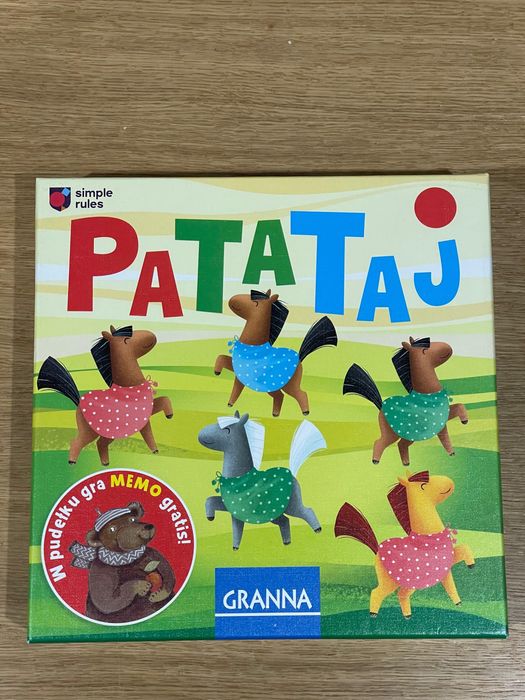 simple
rules
PATATAJ
W pudełku gra MEMO gratis!
GRANNA